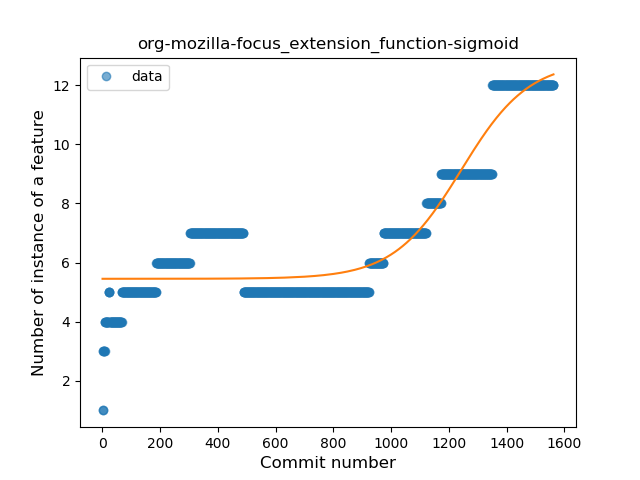 org-mozilla-focus_extension_function-sigmoid
data
Number of instance of a feature
12
10
8
6
4
2
0 200 400 600 800 1000 1200 1400 1600
Commit number